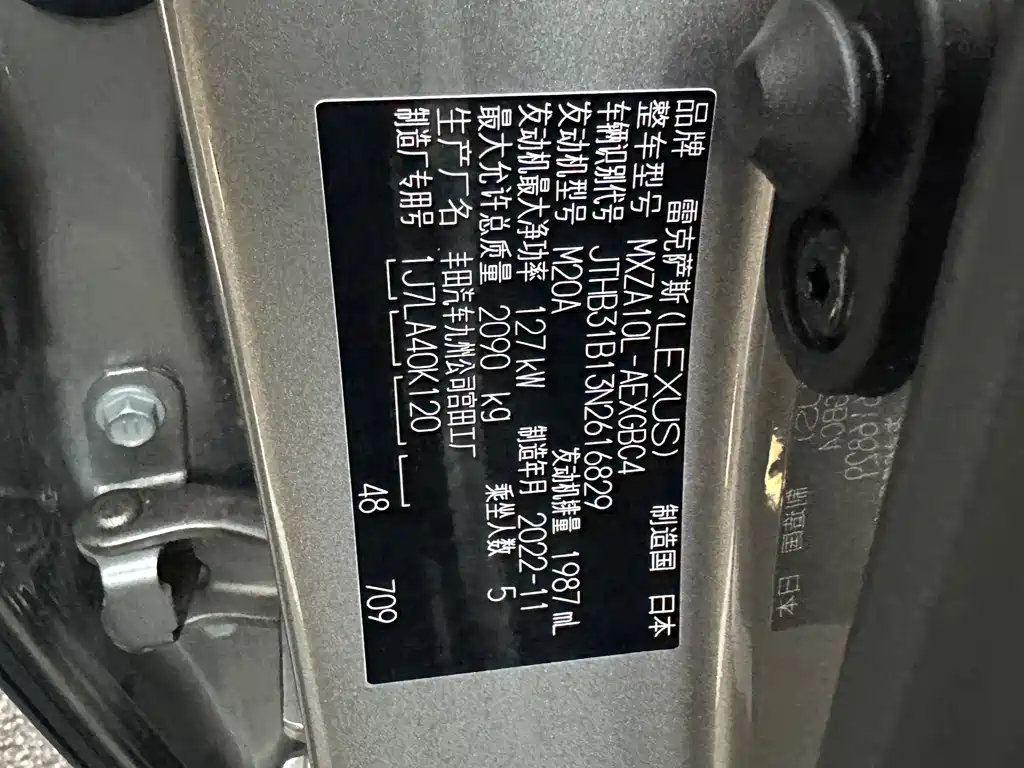 品牌 雷克萨斯(LEXUS) 制造国 日本
整车型号 MXZA10L-AEXGBC4
车辆识别代号 JTHB31B13N2616829
发动机型号 M20A 发动机排量 1987 mL
发动机最大净功率 127 kW 制造年月 2022-11
最大允许总质量 2090 kg 乘坐人数 5
生产厂名 丰田汽车九州公司宫田工厂
制造厂专用号 1J7LA40K120
48 709